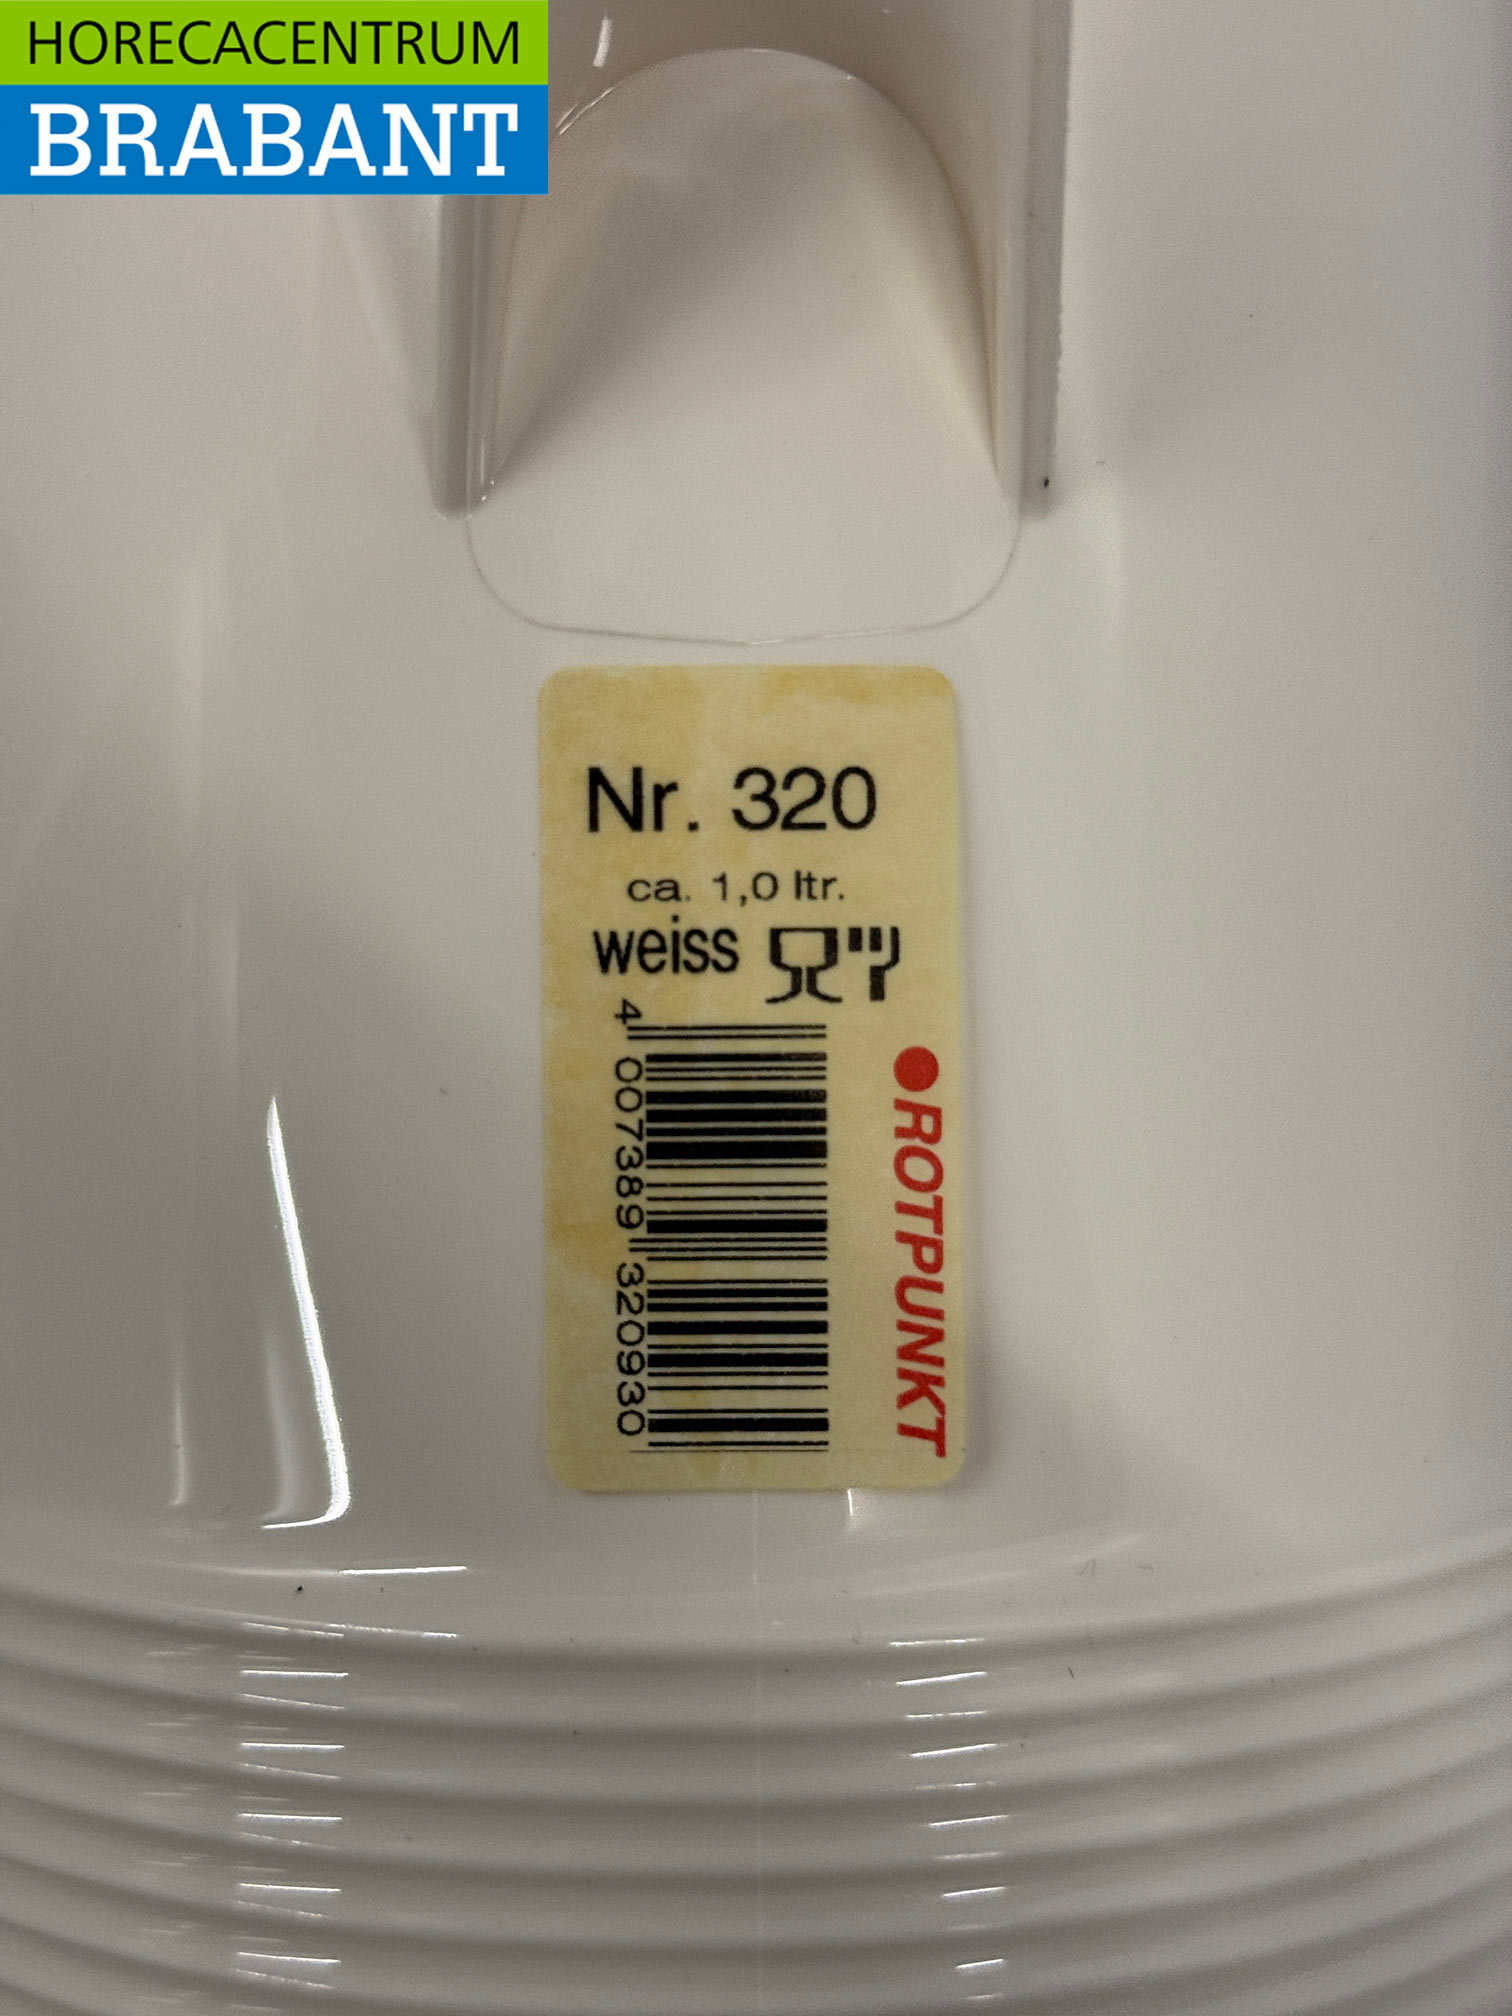 HORECACENTRUM
BRABANT
Nr. 320
ca. 1,0 ltr.
weiss
4 007389 320930
ROTPUNKT